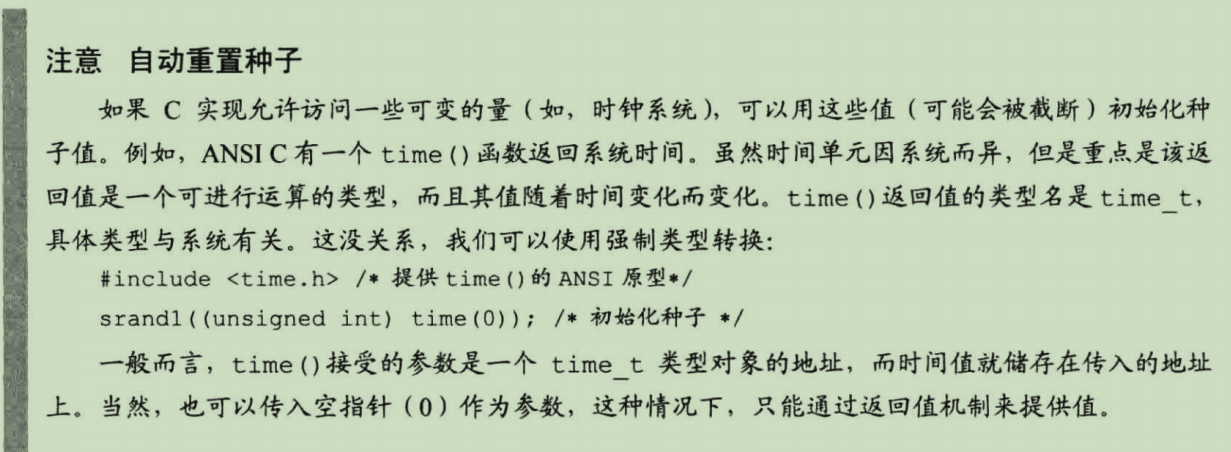 注意 自动重置种子
如果 C 实现允许访问一些可变的量（如，时钟系统），可以用这些值（可能会被截断）初始化种
子值。例如，ANSI C 有一个 time()函数返回系统时间。虽然时间单元因系统而异，但是重点是该返
回值是一个可进行运算的类型，而且其值随着时间变化而变化。time()返回值的类型名是 time_t，
具体类型与系统有关。这没关系，我们可以使用强制类型转换：
#include <time.h> /* 提供 time()的 ANSI 原型*/
srand1((unsigned int) time(0)); /* 初始化种子 */
一般而言，time()接受的参数是一个 time_t 类型对象的地址，而时间值就储存在传入的地址
上。当然，也可以传入空指针（0）作为参数，这种情况下，只能通过返回值机制来提供值。